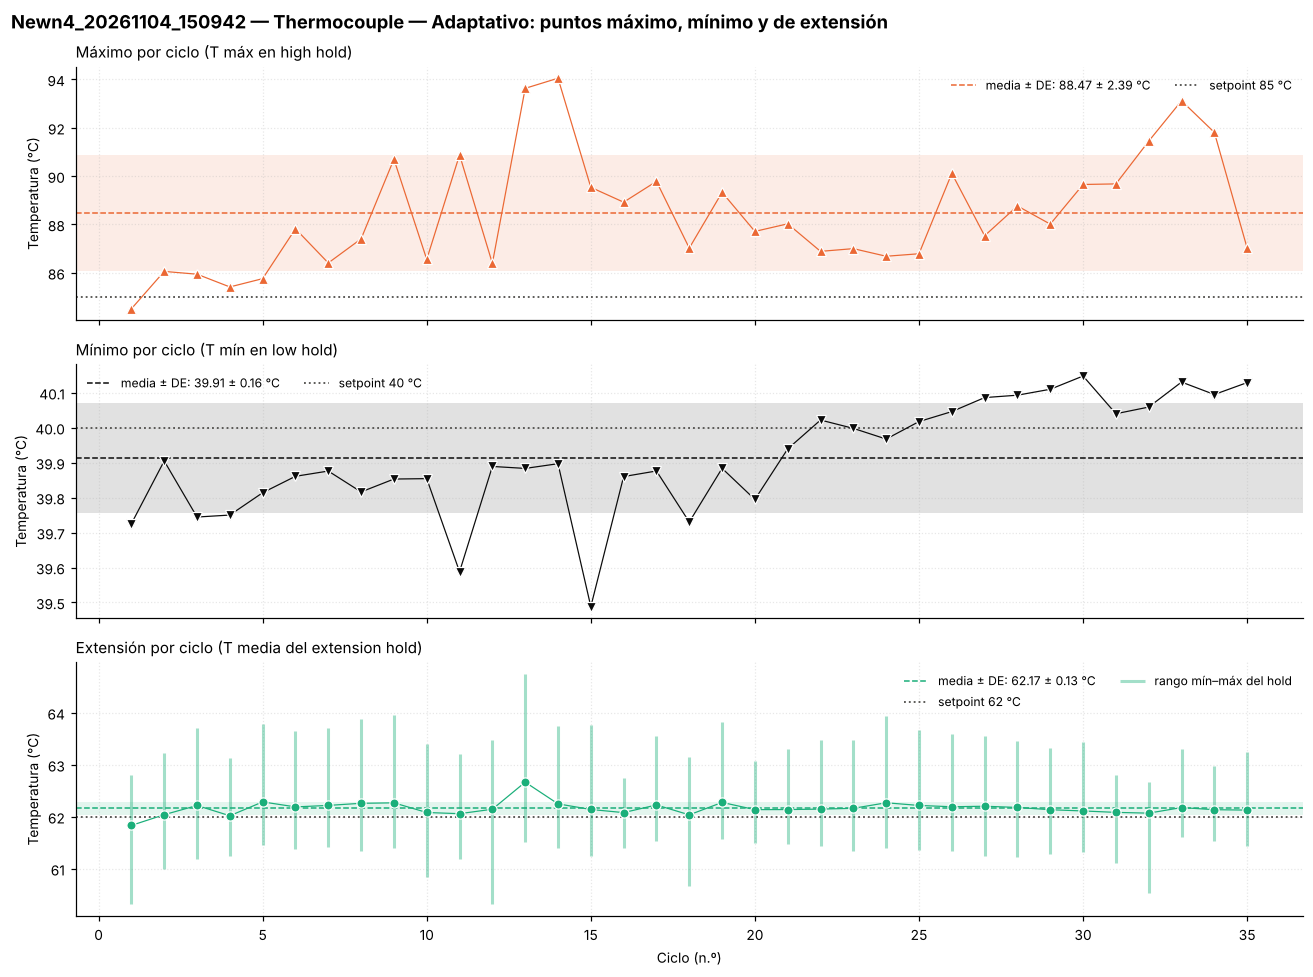 Newn4_20261104_150942 — Thermocouple — Adaptativo: puntos máximo, mínimo y de extensión
Máximo por ciclo (T máx en high hold)
media ± DE: 88.47 ± 2.39 °C
setpoint 85 °C
Temperatura (°C)
94
92
90
88
86
Mínimo por ciclo (T mín en low hold)
media ± DE: 39.91 ± 0.16 °C
setpoint 40 °C
Temperatura (°C)
40.1
40.0
39.9
39.8
39.7
39.6
39.5
Extensión por ciclo (T media del extension hold)
media ± DE: 62.17 ± 0.13 °C
rango mín–máx del hold
setpoint 62 °C
Temperatura (°C)
64
63
62
61
0 5 10 15 20 25 30 35
Ciclo (n.º)